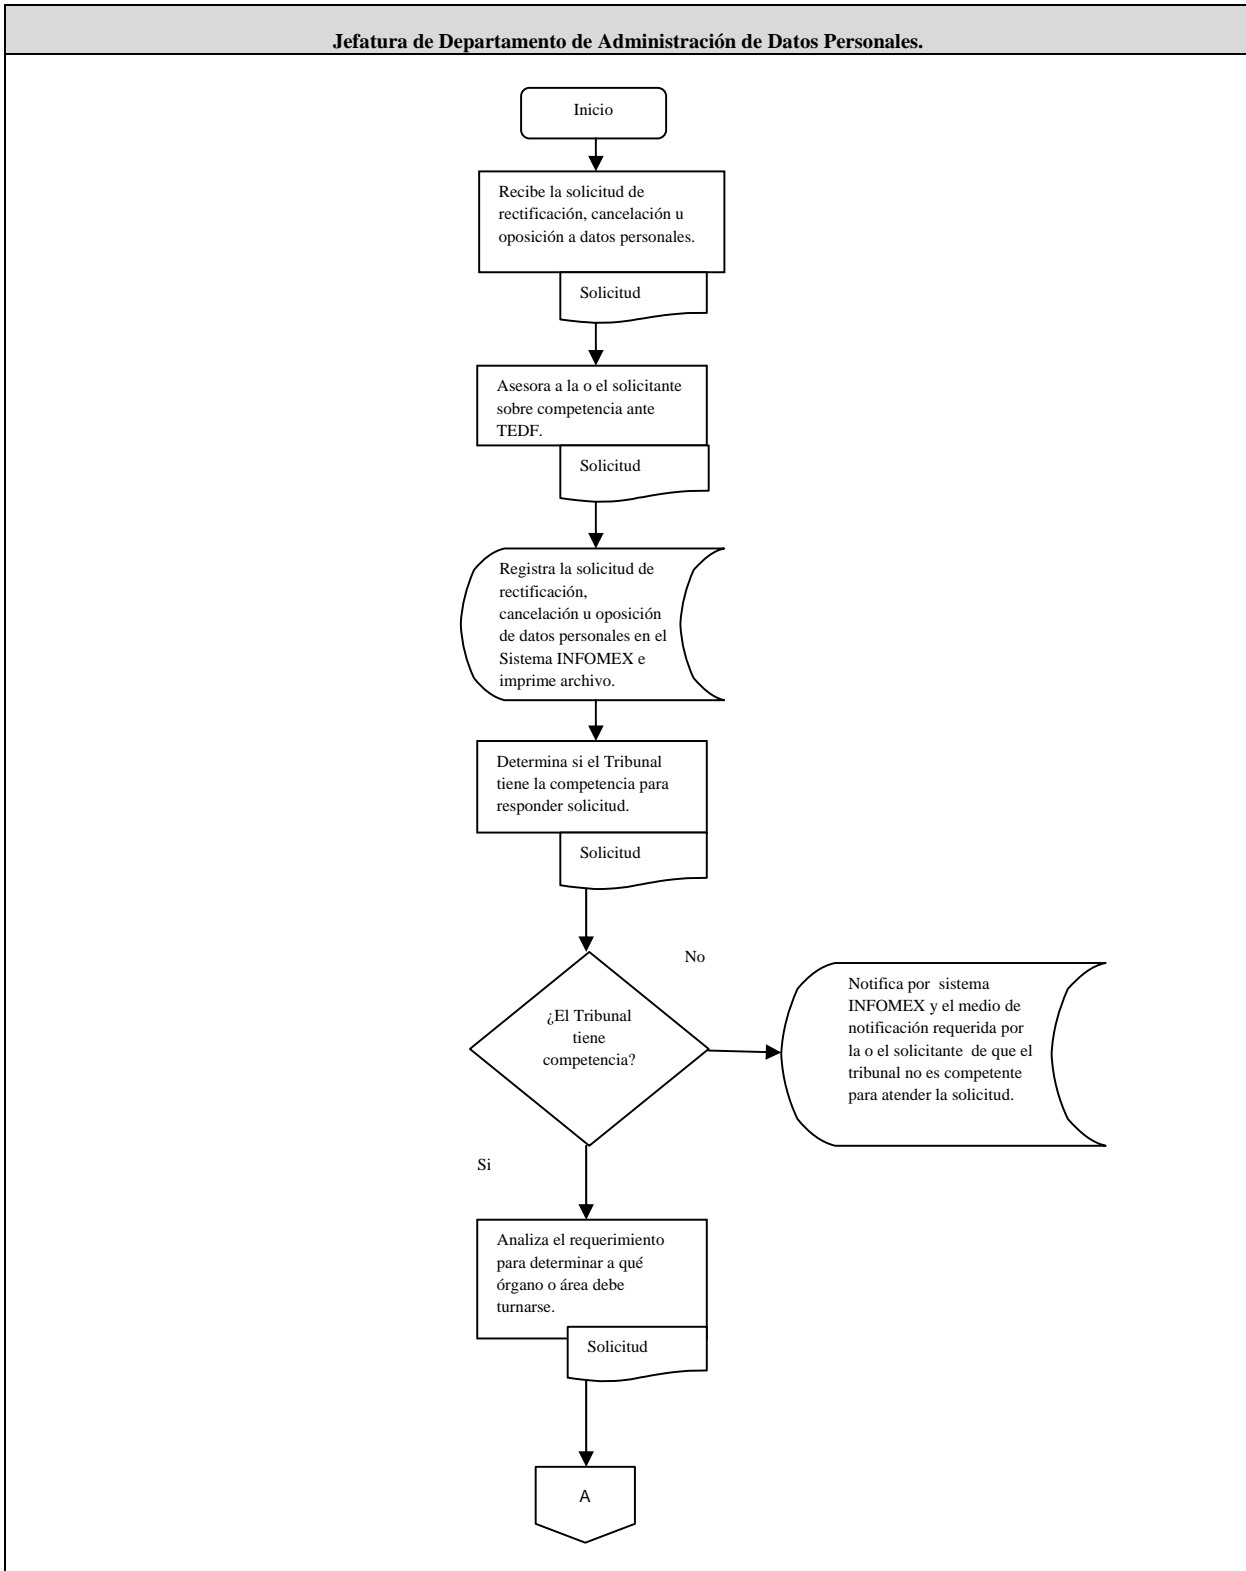 Jefatura de Departamento de Administración de Datos Personales.
Inicio
Recibe la solicitud de
rectificación, cancelación u
oposición a datos personales.
Solicitud
Asesora a la o el solicitante
sobre competencia ante
TEDF.
Solicitud
Registra la solicitud de
rectificación,
cancelación u oposición
de datos personales en el
Sistema INFOMEX e
imprime archivo.
Determina si el Tribunal
tiene la competencia para
responder solicitud.
Solicitud
¿El Tribunal
tiene
competencia?
No
Notifica por sistema
INFOMEX y el medio de
notificación requerida por
la o el solicitante de que el
tribunal no es competente
para atender la solicitud.
Si
Analiza el requerimiento
para determinar a qué
órgano o área debe
turnarse.
Solicitud
A